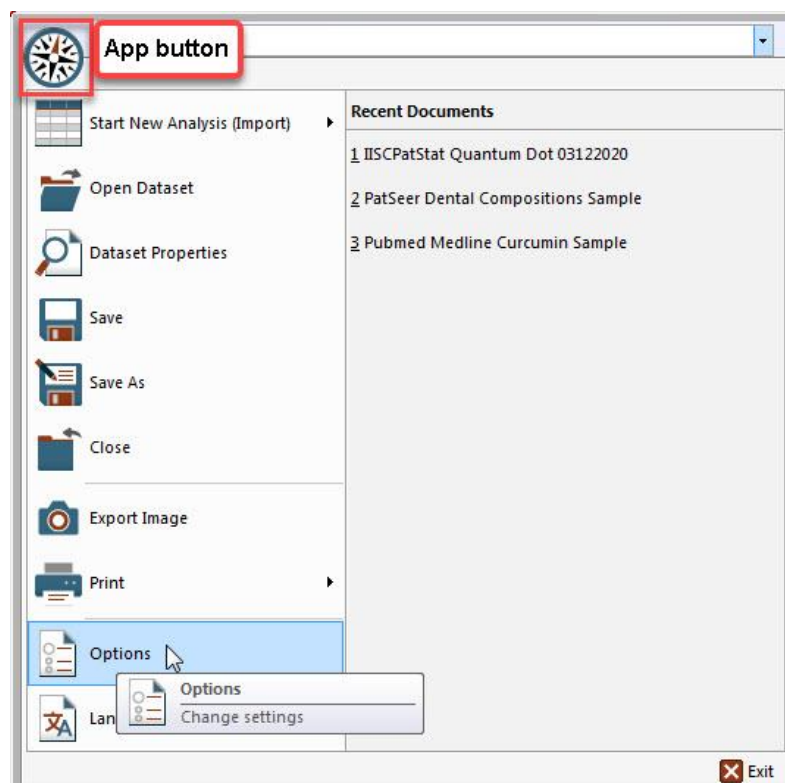 App button
Start New Analysis (Import)
Open Dataset
Dataset Properties
Save
Save As
Close
Export Image
Print
Options
Lan
Recent Documents
1 IISCPatStat Quantum Dot 03122020
2 PatSeer Dental Compositions Sample
3 Pubmed Medline Curcumin Sample
Options
Change settings
Exit